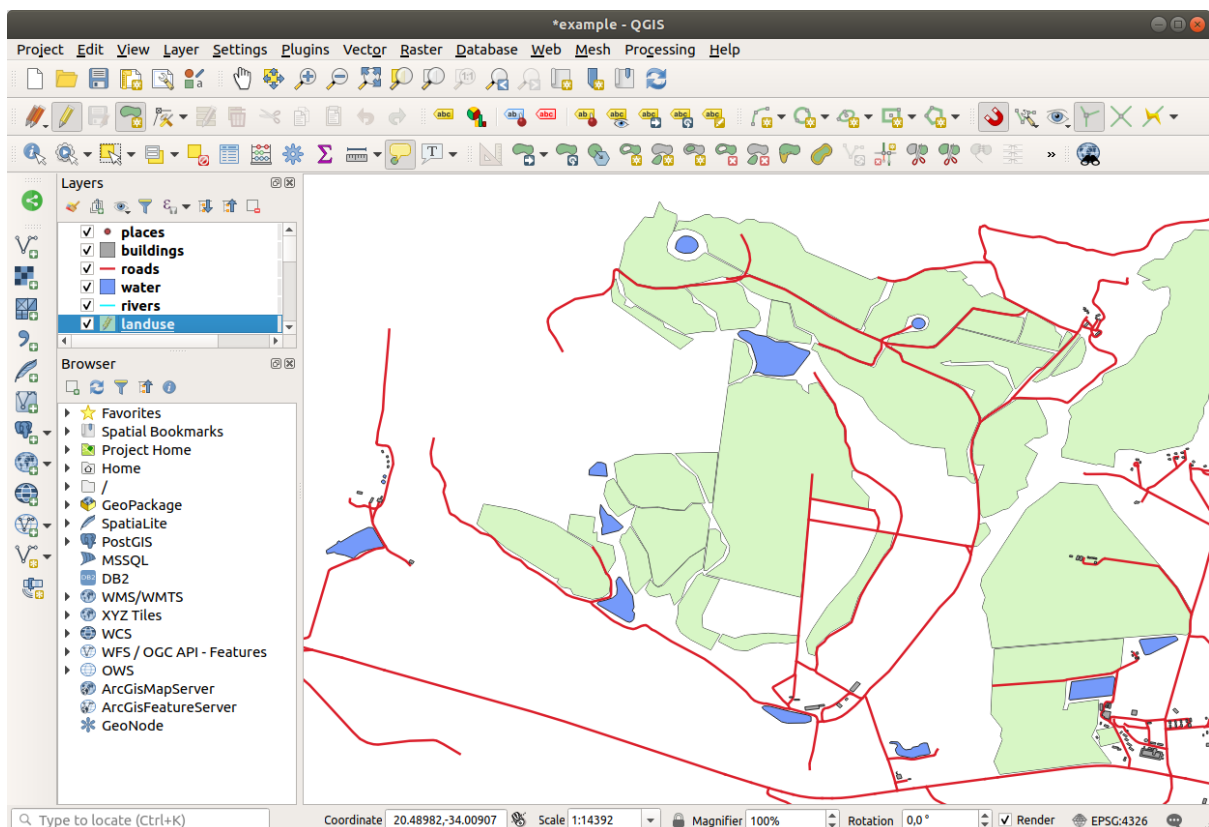 *example - QGIS
Project Edit View Layer Settings Plugins Vector Raster Database Web Mesh Processing Help
Layers
places
buildings
roads
water
rivers
landuse
Browser
Favorites
Spatial Bookmarks
Project Home
Home
/
GeoPackage
SpatiaLite
PostGIS
MSSQL
DB2
WMS/WMTS
XYZ Tiles
WCS
WFS / OGC API - Features
OWS
ArcGisMapServer
ArcGisFeatureServer
GeoNode
Type to locate (Ctrl+K) Coordinate 20.48982,-34.00907 Scale 1:14392 Magnifier 100% Rotation 0,0 ° Render EPSG:4326